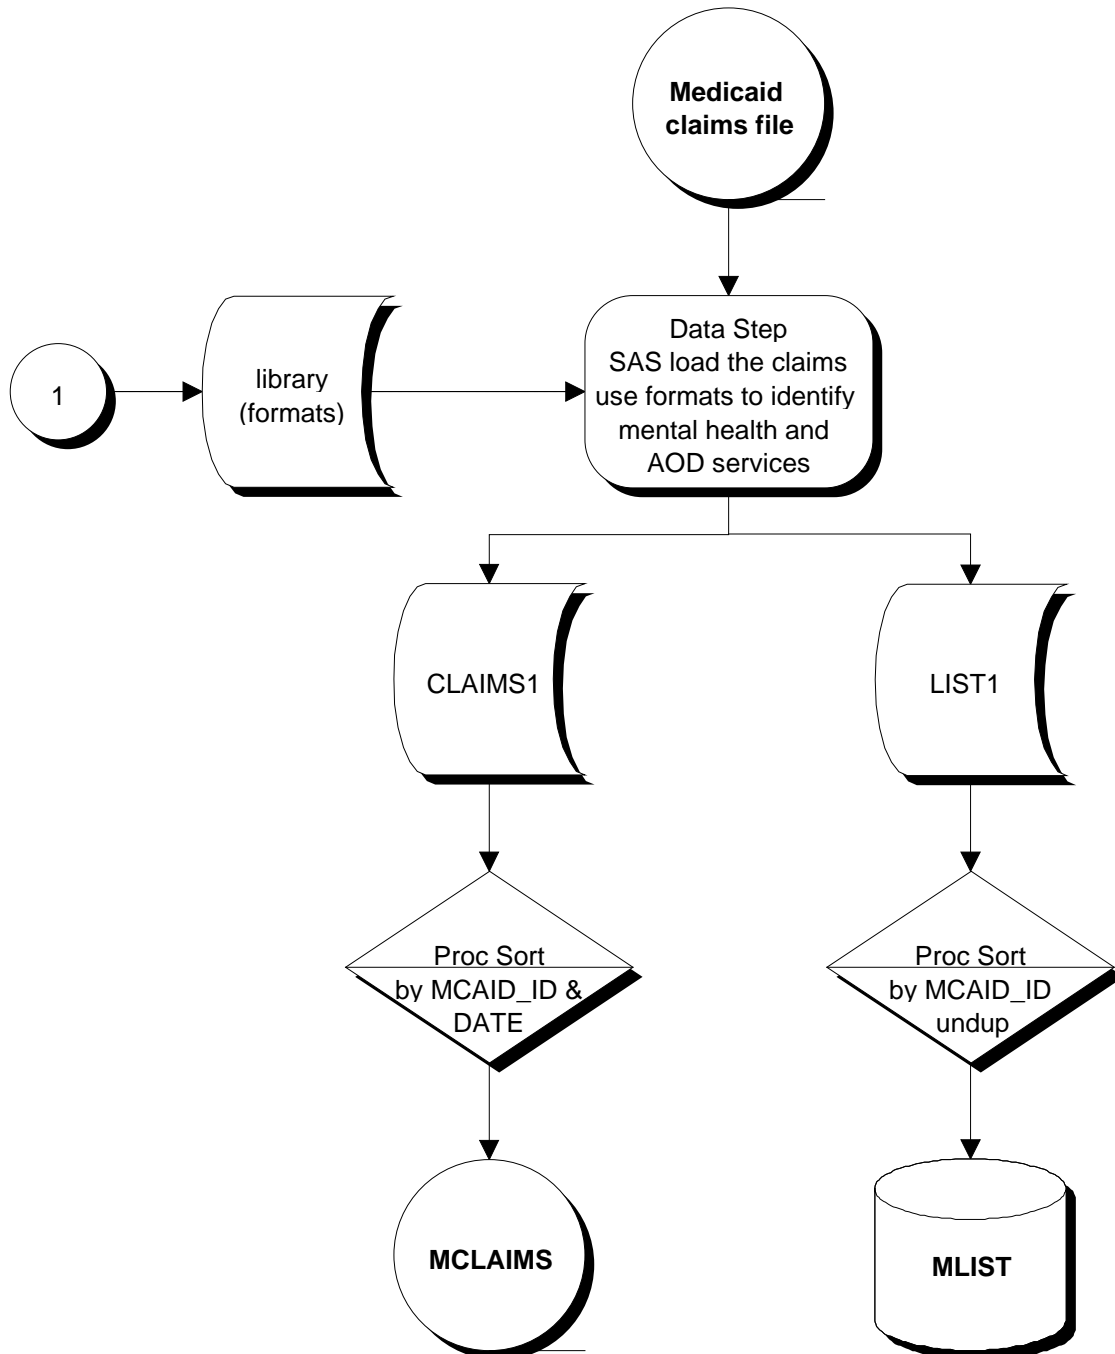 Medicaid
claims file
1
library
(formats)
Data Step
SAS load the claims
use formats to identify
mental health and
AOD services
CLAIMS1
LIST1
Proc Sort
by MCAID_ID &
DATE
Proc Sort
by MCAID_ID
undup
MCLAIMS
MLIST